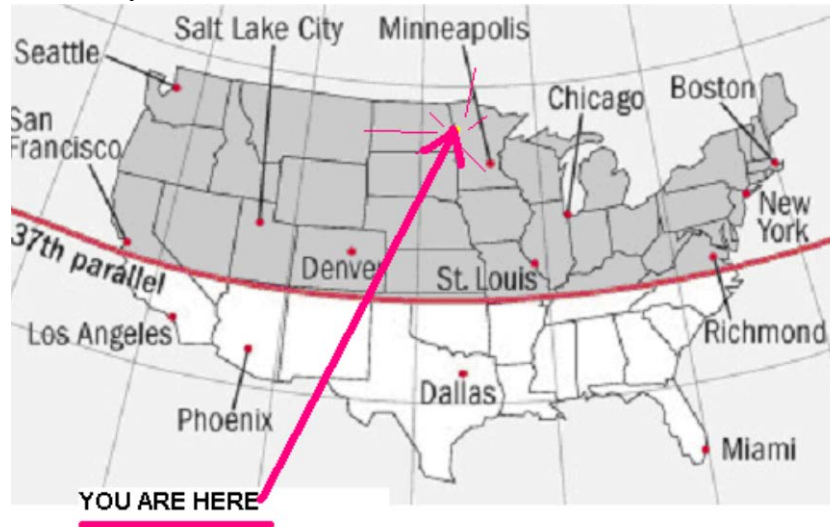 Salt Lake City
Minneapolis
Seattle
Chicago
Boston
San
Francisco
New
York
37th parallel
Denver
St. Louis
Los Angeles
Richmond
Dallas
Phoenix
Miami
YOU ARE HERE